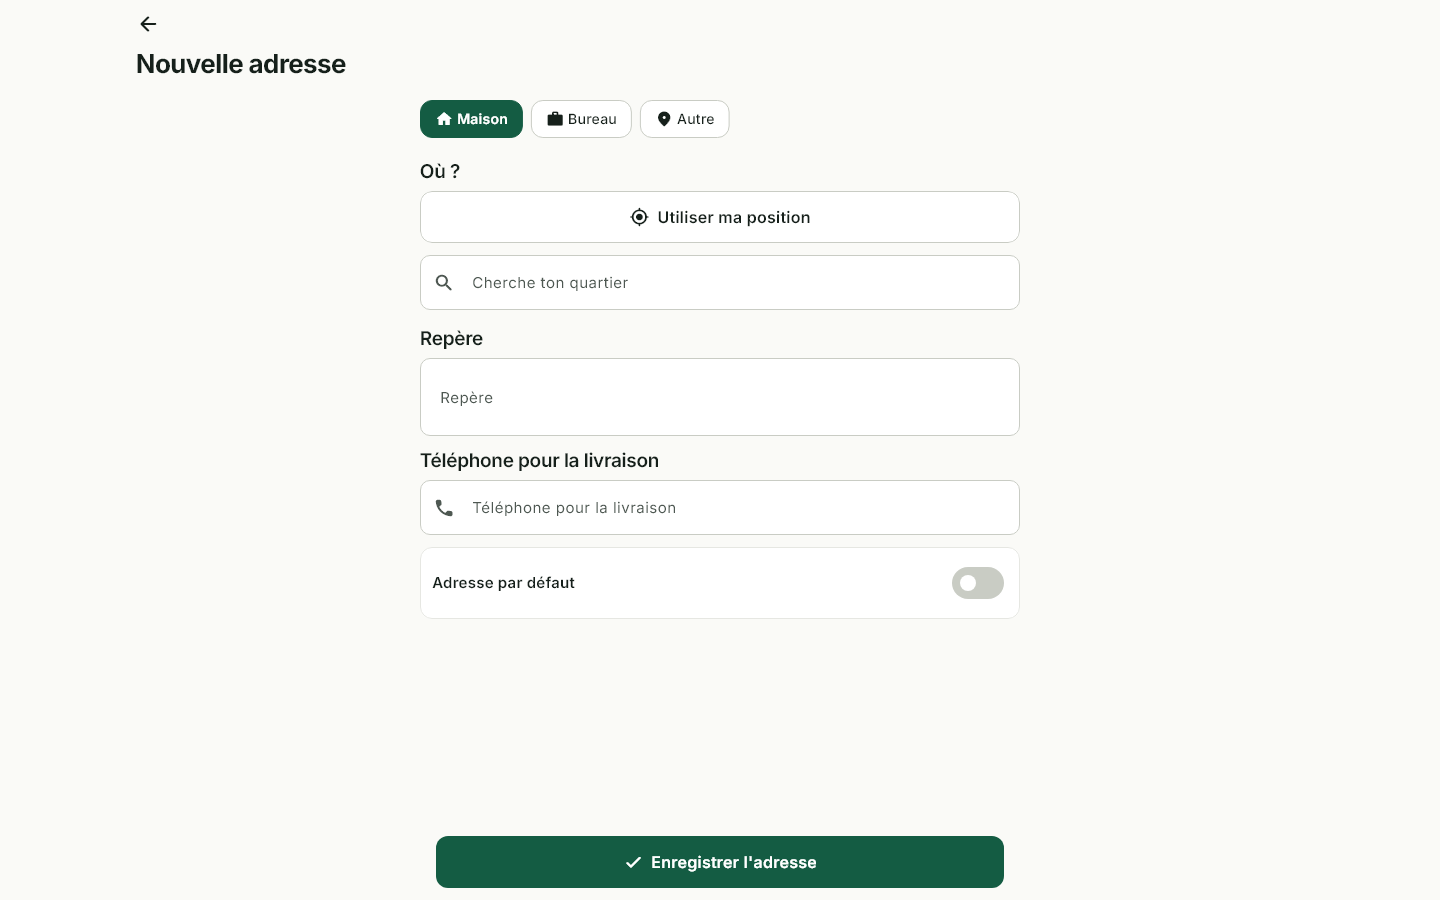 Nouvelle adresse
Maison
Bureau
Autre
Où ?
Utiliser ma position
Cherche ton quartier
Repère
Repère
Téléphone pour la livraison
Téléphone pour la livraison
Adresse par défaut
Enregistrer l'adresse